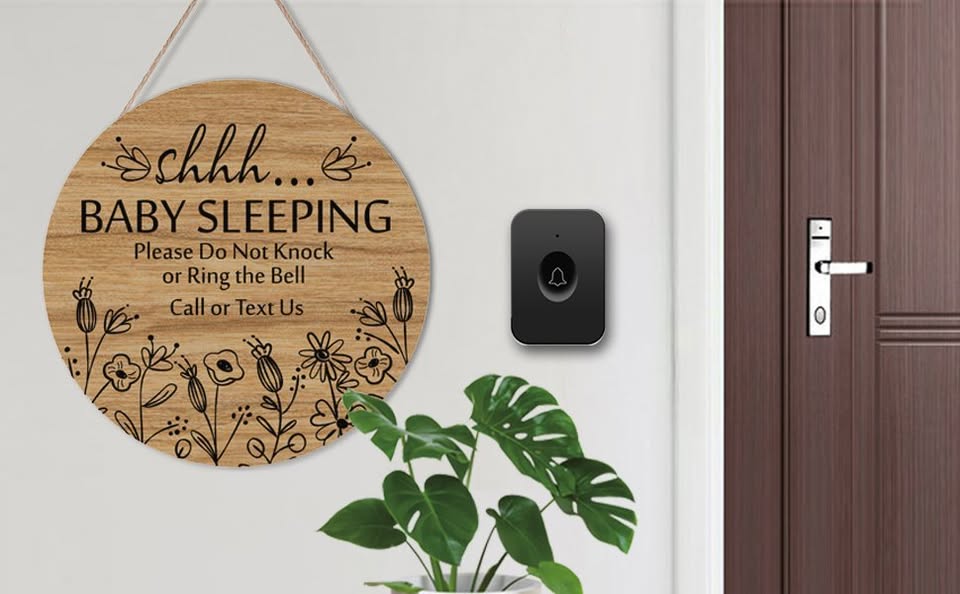 shhh...
BABY SLEEPING
Please Do Not Knock
or Ring the Bell
Call or Text Us